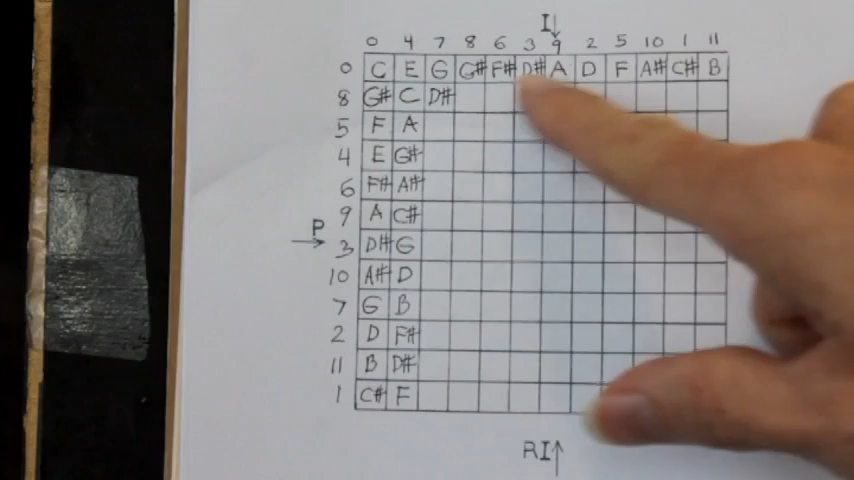 I↓
0 4 7 8 6 3 9 2 5 10 1 11
0 C E G G# F# D# A D F A# C# B
8 G# C D#
5 F A
4 E G#
6 F# A#
9 A C#
P → 3 D# G
10 A# D
7 G B
2 D F#
11 B D#
1 C# F
RI↑